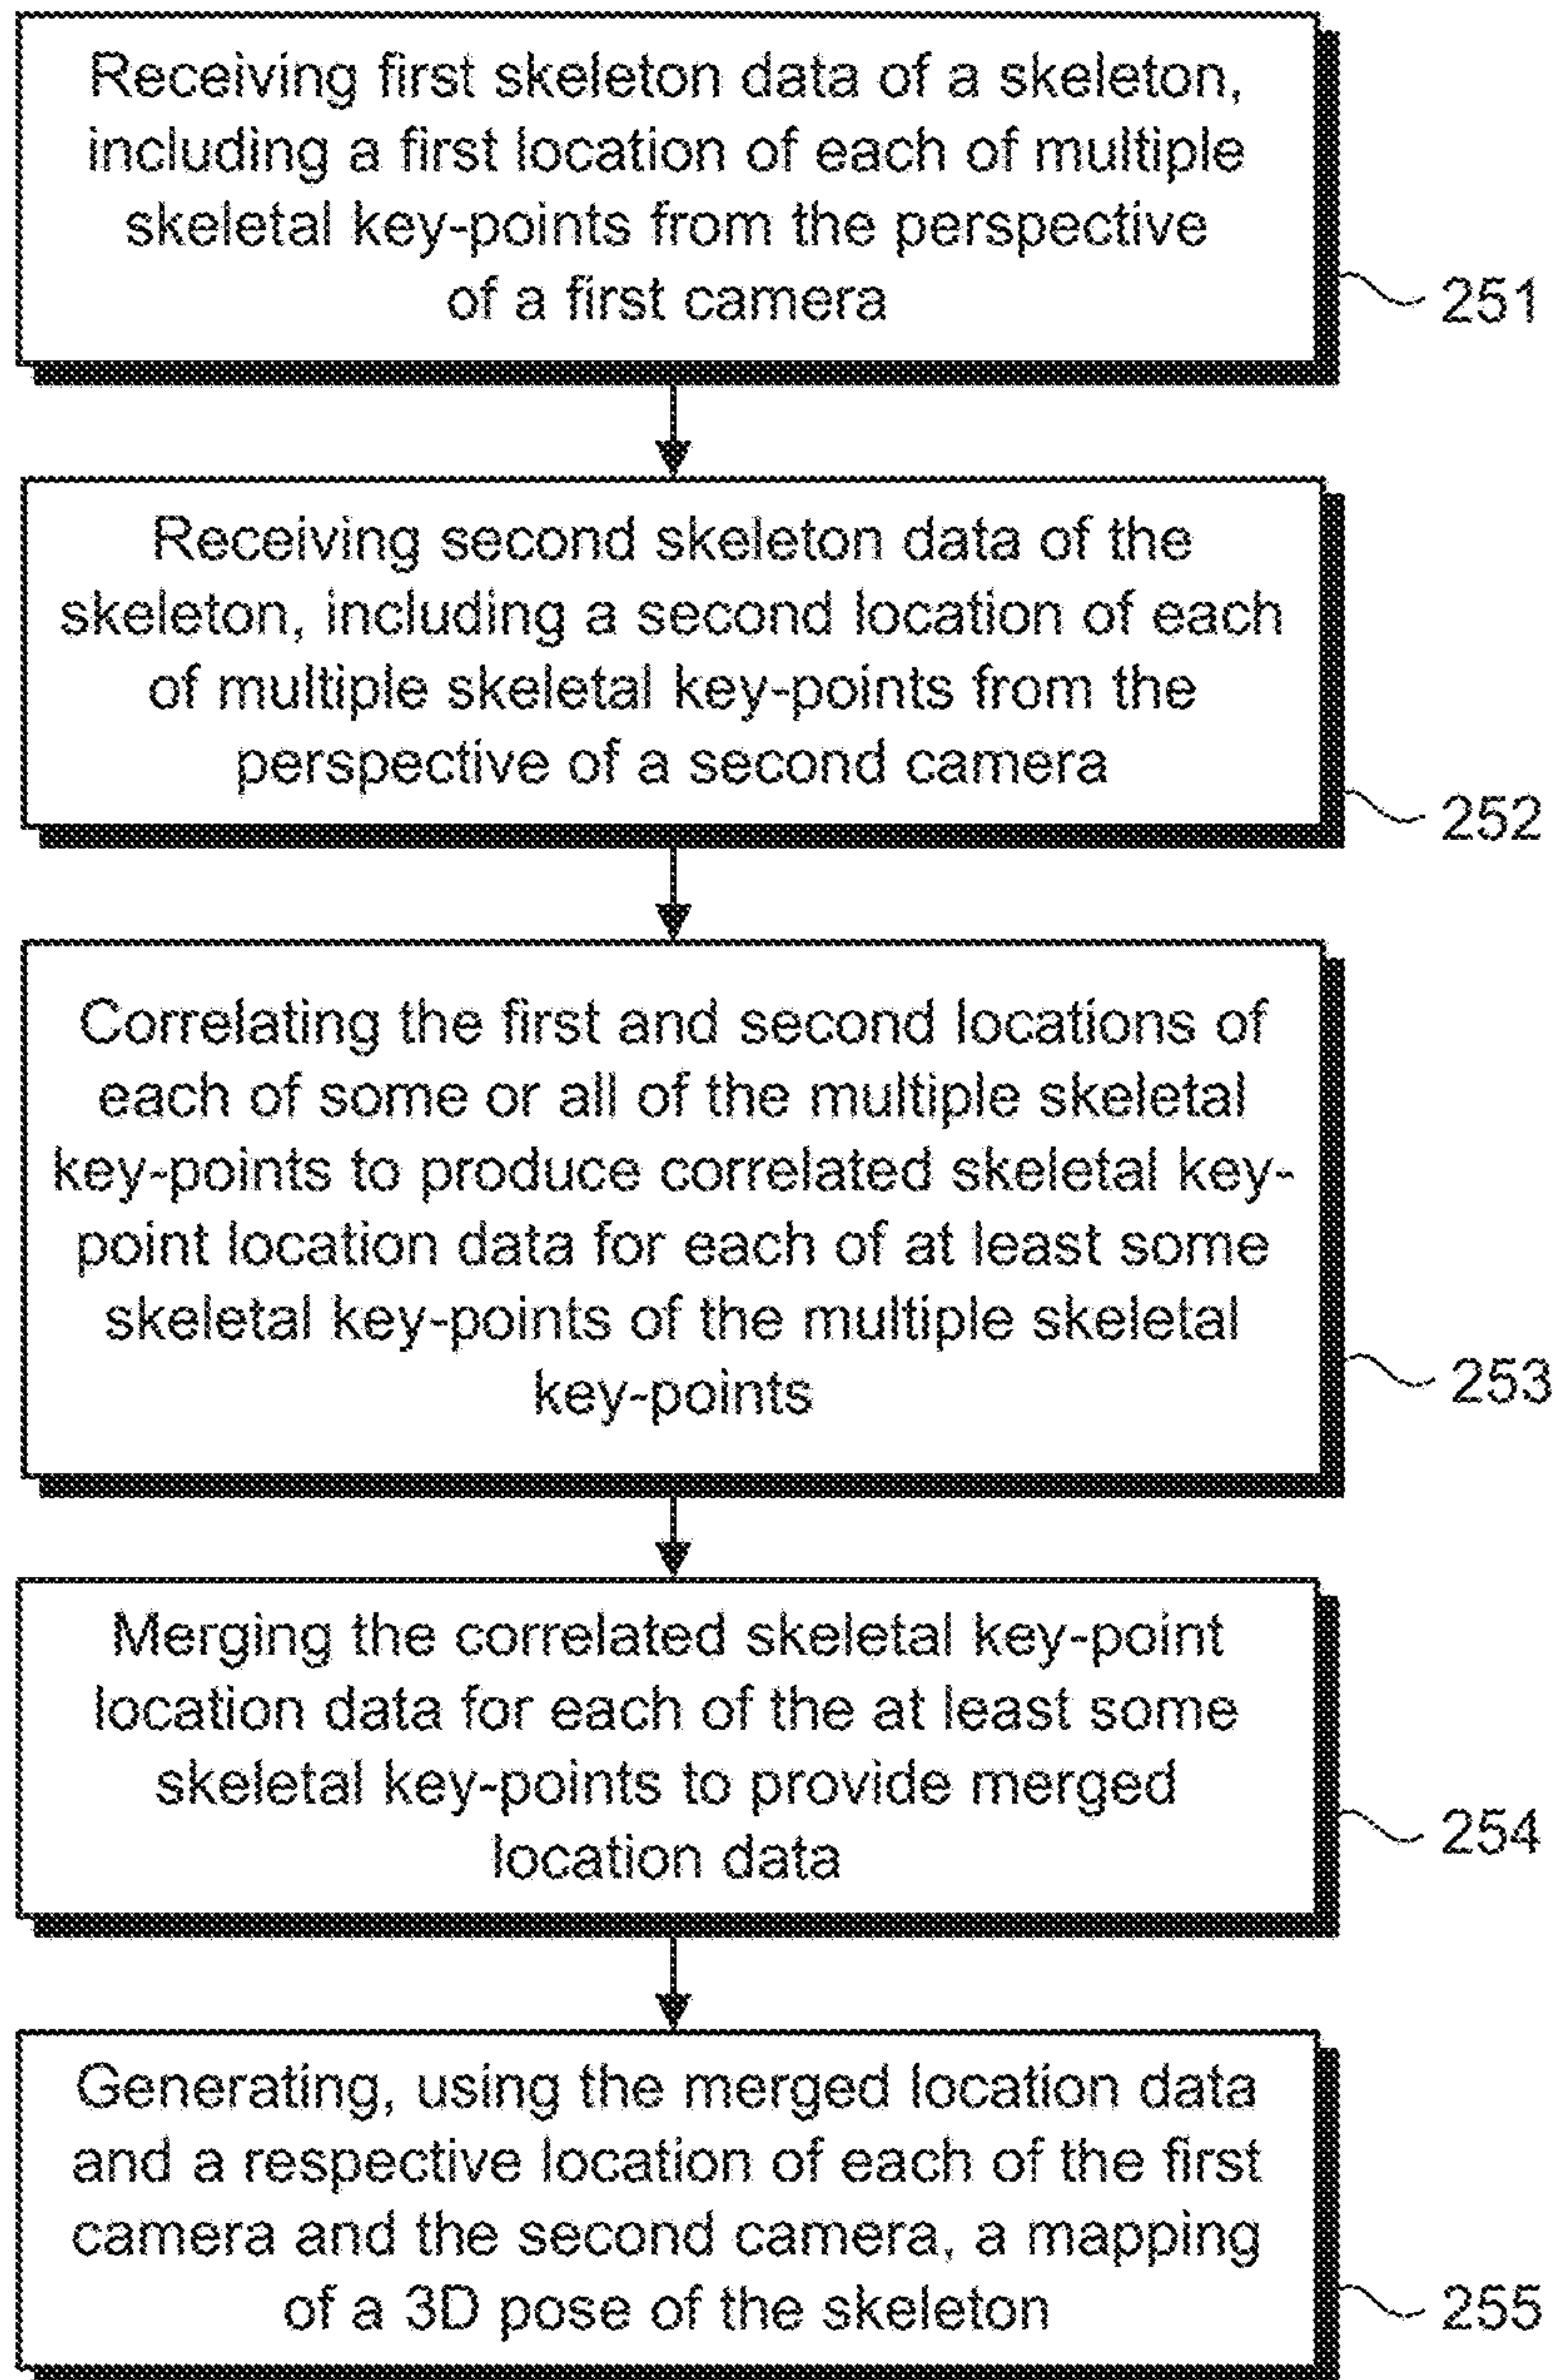 Receiving first skeleton data of a skeleton,
including a first location of each of multiple
skeletal key-points from the perspective
of a first camera
251
Receiving second skeleton data of the
skeleton, including a second location of each
of multiple skeletal key-points from the
perspective of a second camera
252
Correlating the first and second locations of
each of some or all of the multiple skeletal
key-points to produce correlated skeletal key-
point location data for each of at least some
skeletal key-points of the multiple skeletal
key-points
253
Merging the correlated skeletal key-point
location data for each of the at least some
skeletal key-points to provide merged
location data
254
Generating, using the merged location data
and a respective location of each of the first
camera and the second camera, a mapping
of a 3D pose of the skeleton
255